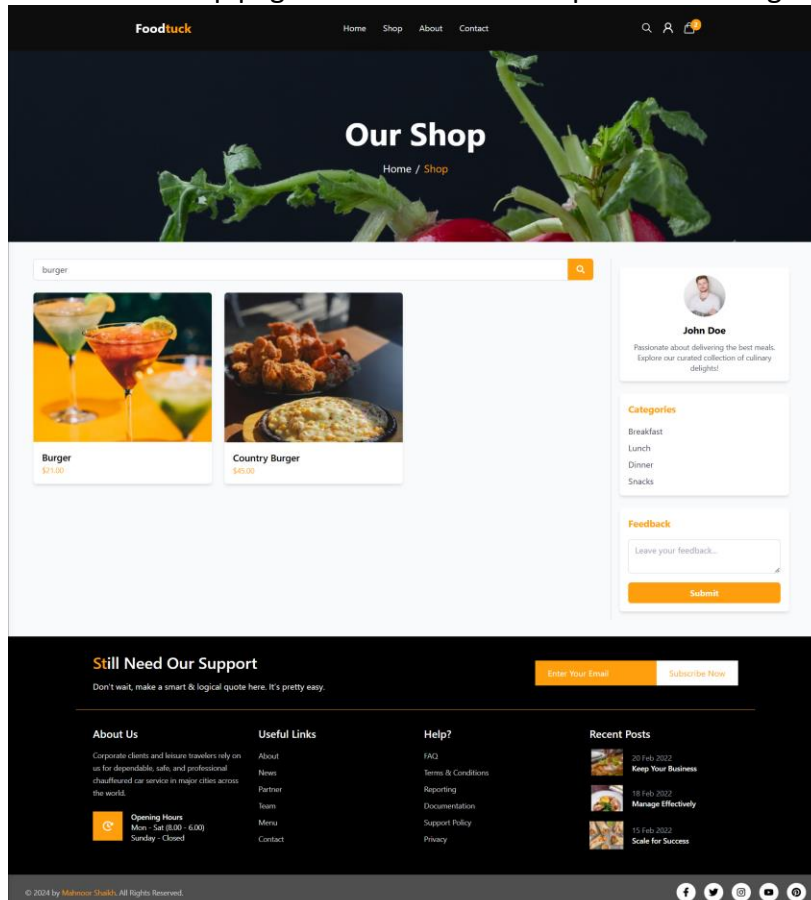 Foodtuck
Home Shop About Contact
2
Our Shop
Home / Shop
burger
Burger
$21.00
Country Burger
$45.00
John Doe
Passionate about delivering the best meals.
Explore our curated collection of culinary
delights!
Categories
Breakfast
Lunch
Dinner
Snacks
Feedback
Leave your feedback...
Submit
Still Need Our Support
Don't wait, make a smart & logical quote here. It's pretty easy.
Enter Your Email
Subscribe Now
About Us
Corporate clients and leisure travelers rely on
us for dependable, safe, and professional
chauffeured car service in major cities across
the world.
Opening Hours
Mon - Sat (8.00 - 6.00)
Sunday - Closed
Useful Links
About
News
Partner
Team
Menu
Contact
Help?
FAQ
Terms & Conditions
Reporting
Documentation
Support Policy
Privacy
Recent Posts
20 Feb 2022
Keep Your Business
18 Feb 2022
Manage Effectively
15 Feb 2022
Scale for Success
© 2024 by Mahnoor Shaikh. All Rights Reserved.